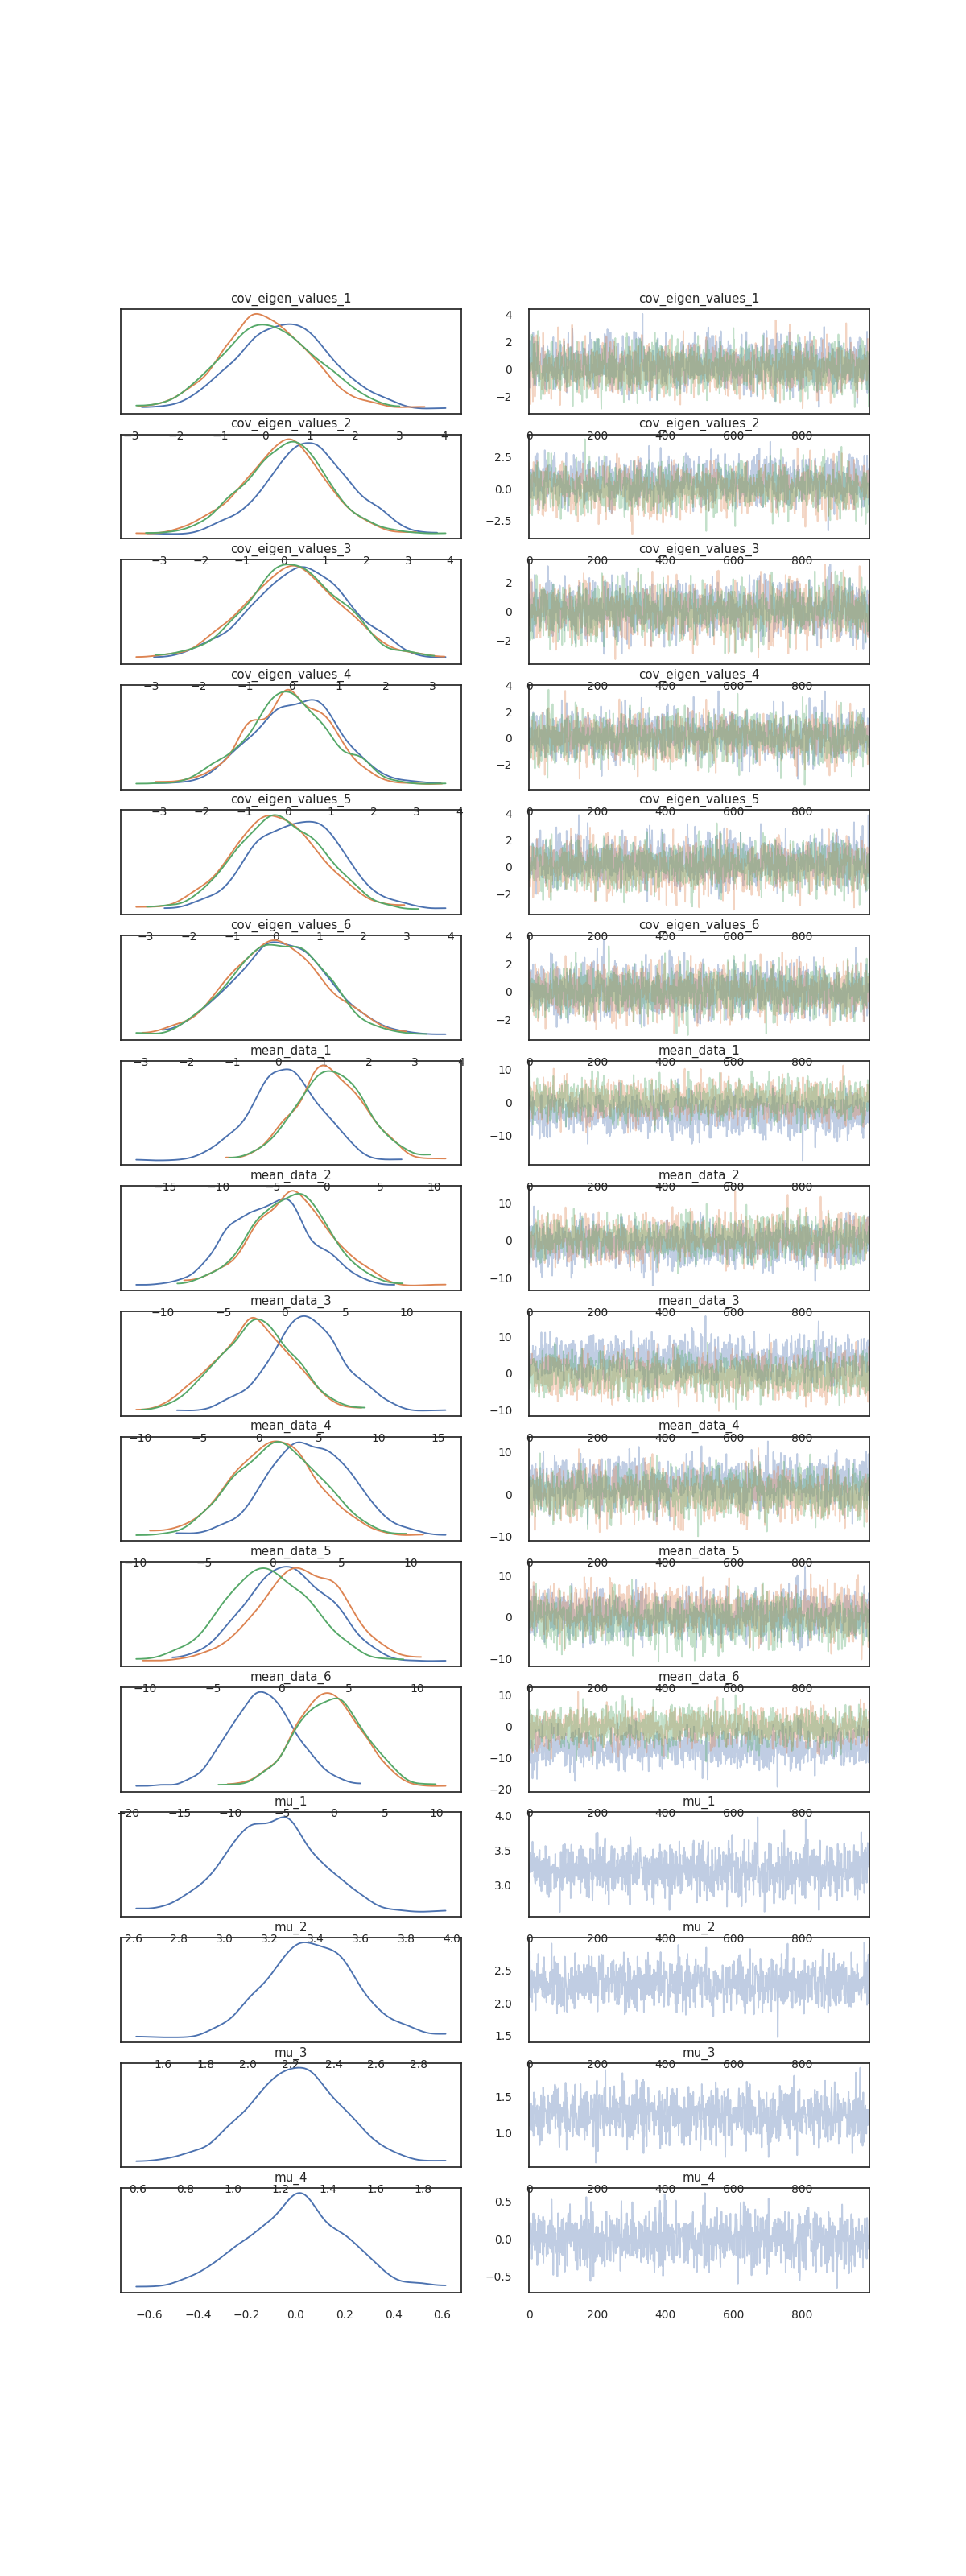 cov_eigen_values_1 cov_eigen_values_1
4
2
0
−2
cov_eigen_values_2 cov_eigen_values_2
−3 −2 −1 0 1 2 3 4 0 200 400 600 800
2.5
0.0
−2.5
cov_eigen_values_3 cov_eigen_values_3
−3 −2 −1 0 1 2 3 4 0 200 400 600 800
2
0
−2
cov_eigen_values_4 cov_eigen_values_4
−3 −2 −1 0 1 2 3 0 200 400 600 800
4
2
0
−2
cov_eigen_values_5 cov_eigen_values_5
−3 −2 −1 0 1 2 3 4 0 200 400 600 800
4
2
0
−2
cov_eigen_values_6 cov_eigen_values_6
−3 −2 −1 0 1 2 3 4 0 200 400 600 800
4
2
0
−2
mean_data_1 mean_data_1
−3 −2 −1 0 1 2 3 4 0 200 400 600 800
10
0
−10
mean_data_2 mean_data_2
−15 −10 −5 0 5 10 0 200 400 600 800
10
0
−10
mean_data_3 mean_data_3
−10 −5 0 5 10 0 200 400 600 800
10
0
−10
mean_data_4 mean_data_4
−10 −5 0 5 10 15 0 200 400 600 800
10
0
−10
mean_data_5 mean_data_5
−10 −5 0 5 10 0 200 400 600 800
10
0
−10
mean_data_6 mean_data_6
−10 −5 0 5 10 0 200 400 600 800
10
0
−10
−20
mu_1 mu_1
−20 −15 −10 −5 0 5 10 0 200 400 600 800
4.0
3.5
3.0
mu_2 mu_2
2.6 2.8 3.0 3.2 3.4 3.6 3.8 4.0 0 200 400 600 800
2.5
2.0
1.5
mu_3 mu_3
1.6 1.8 2.0 2.2 2.4 2.6 2.8 0 200 400 600 800
1.5
1.0
mu_4 mu_4
0.6 0.8 1.0 1.2 1.4 1.6 1.8 0 200 400 600 800
0.5
0.0
−0.5
−0.6 −0.4 −0.2 0.0 0.2 0.4 0.6 0 200 400 600 800